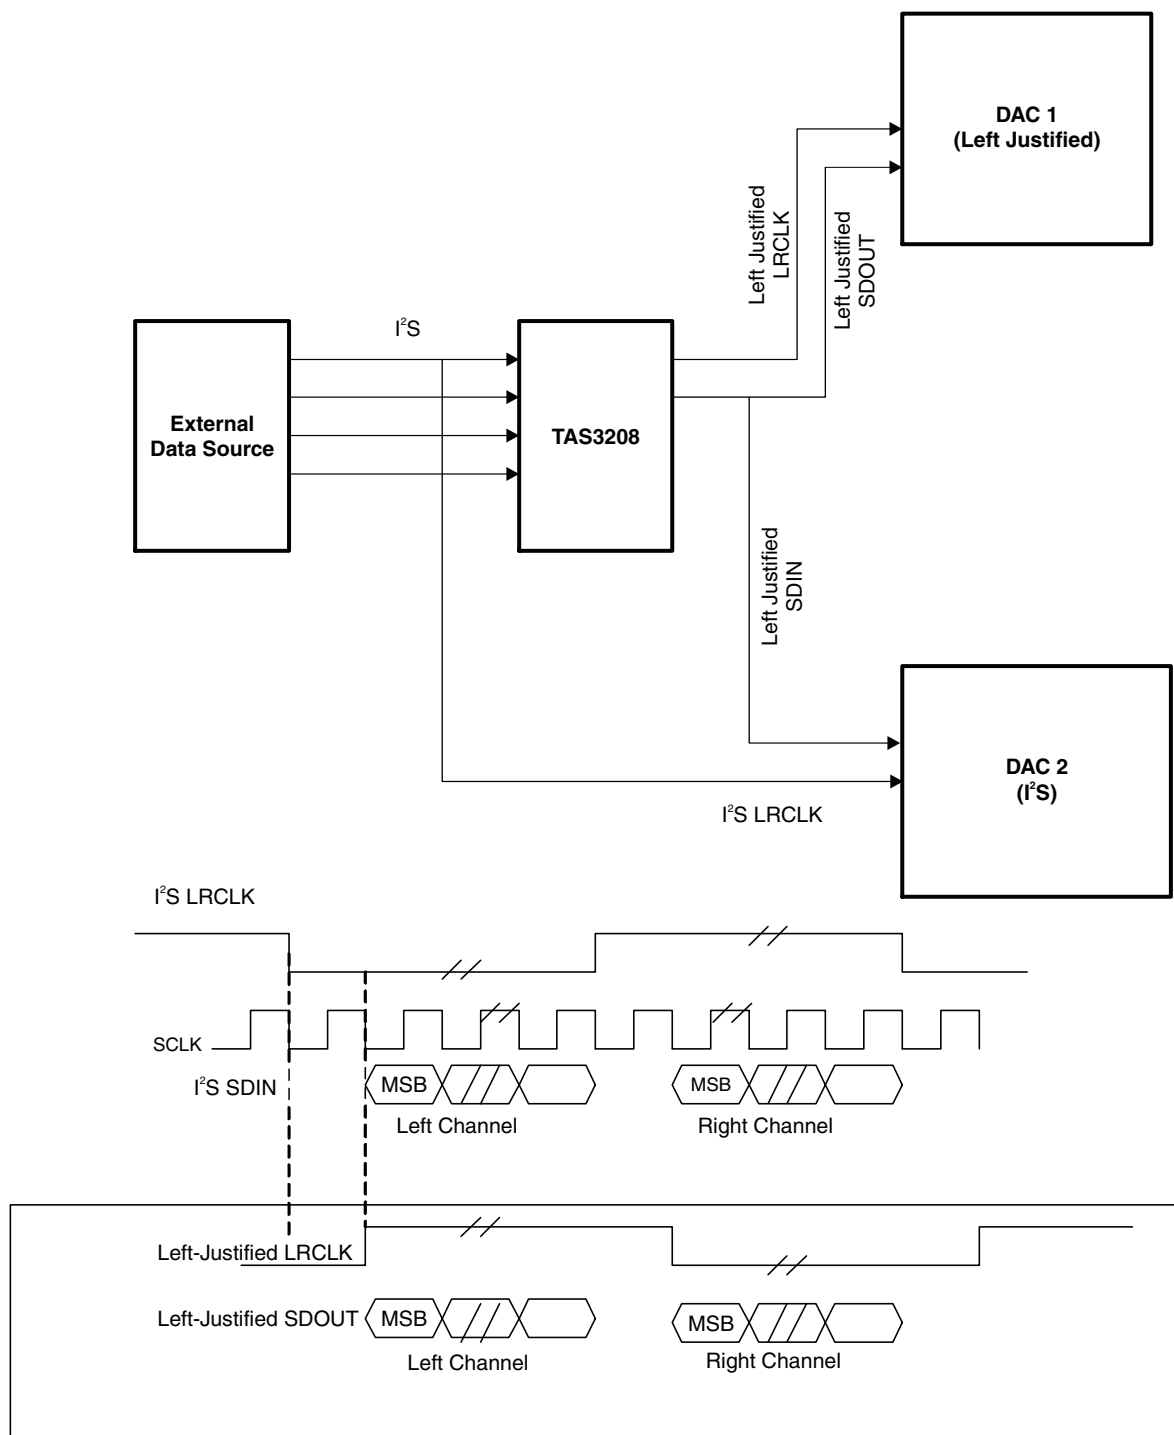 DAC 1
(Left Justified)
Left Justified
LRCLK
Left Justified
SDOUT
I²S
External
Data Source
TAS3208
Left Justified
SDIN
DAC 2
(I²S)
I²S LRCLK
I²S LRCLK
SCLK
I²S SDIN
MSB
MSB
Left Channel
Right Channel
Left-Justified LRCLK
Left-Justified SDOUT
MSB
MSB
Left Channel
Right Channel